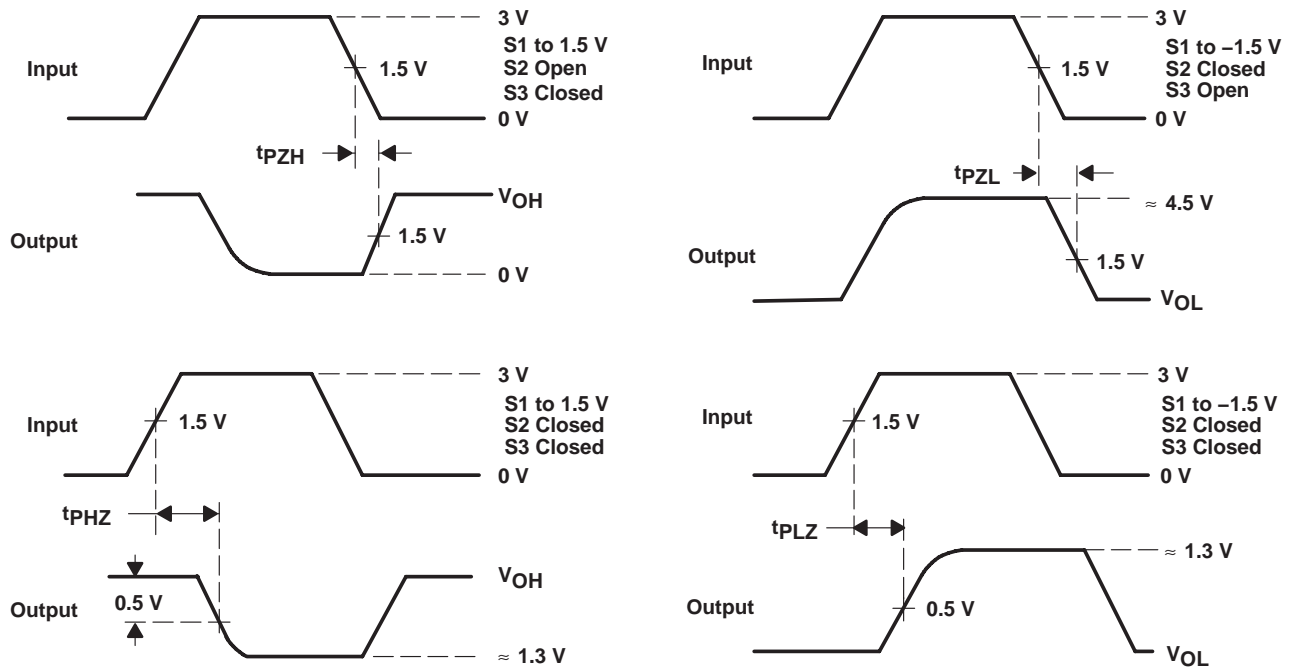 3 V
S1 to 1.5 V
S2 Open
S3 Closed
Input
1.5 V
0 V
tPZH
VOH
Output
1.5 V
0 V
3 V
S1 to −1.5 V
S2 Closed
S3 Open
Input
1.5 V
0 V
tPZL
≈ 4.5 V
Output
1.5 V
VOL
3 V
S1 to 1.5 V
S2 Closed
S3 Closed
Input
1.5 V
0 V
tPHZ
VOH
Output
0.5 V
≈ 1.3 V
3 V
S1 to −1.5 V
S2 Closed
S3 Closed
Input
1.5 V
0 V
tPLZ
≈ 1.3 V
Output
0.5 V
VOL